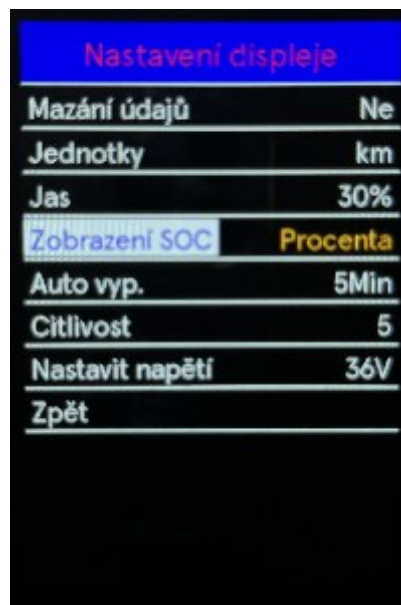 Nastavení displeje
Mazání údajů Ne
Jednotky km
Jas 30%
Zobrazení SOC Procenta
Auto vyp. 5Min
Citlivost 5
Nastavit napětí 36V
Zpět